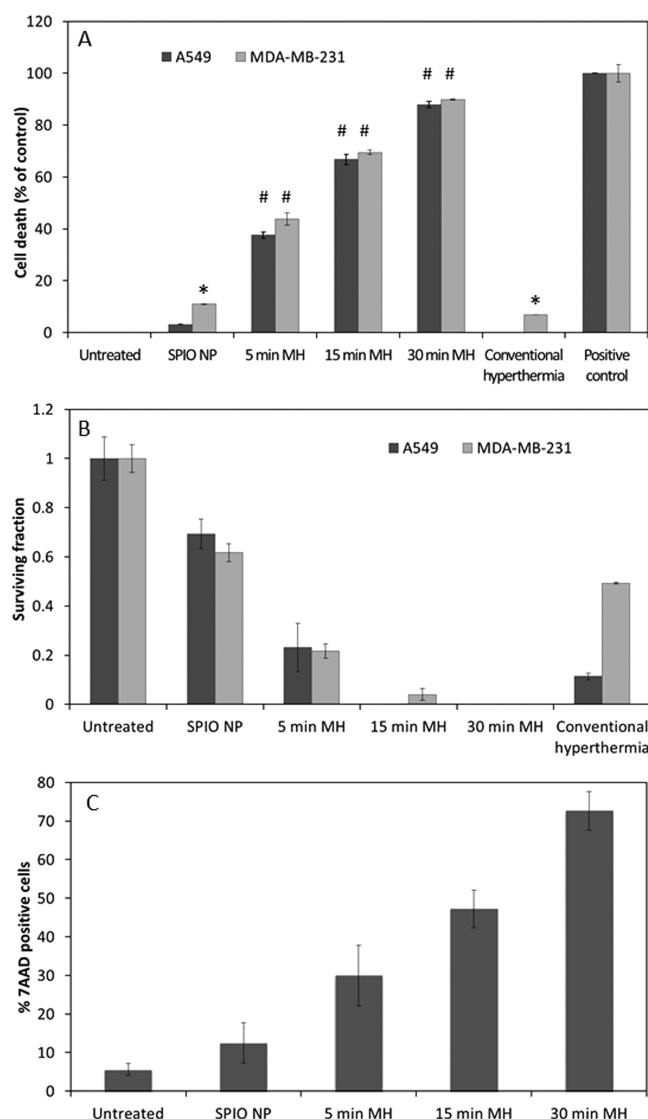 A
A549 MDA-MB-231
Cell death (% of control)
120
100
80
60
40
20
0
# #
# #
# #
*
*
Untreated SPIO NP 5 min MH 15 min MH 30 min MH Conventional hyperthermia Positive control
B
A549 MDA-MB-231
Surviving fraction
1.2
1
0.8
0.6
0.4
0.2
0
Untreated SPIO NP 5 min MH 15 min MH 30 min MH Conventional hyperthermia
C
% 7AAD positive cells
80
70
60
50
40
30
20
10
0
Untreated SPIO NP 5 min MH 15 min MH 30 min MH